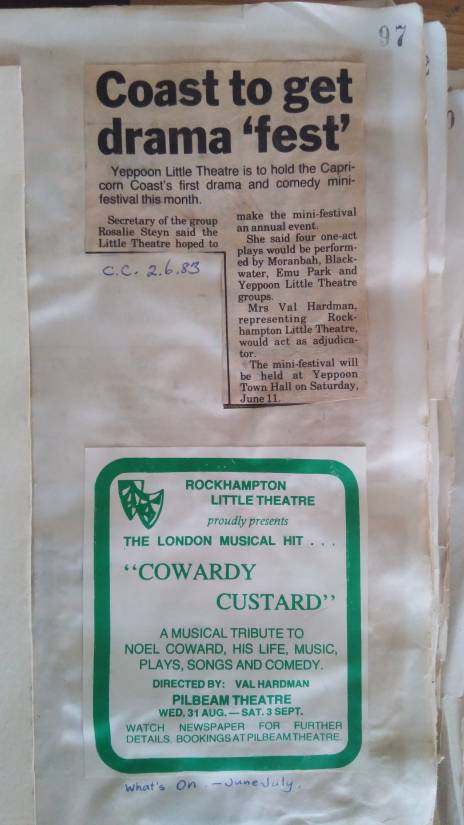 97
Coast to get
drama ‘fest’
Yeppoon Little Theatre is to hold the Capri-
corn Coast's first drama and comedy mini-
festival this month.
Secretary of the group
Rosalie Steyn said the
Little Theatre hoped to
make the mini-festival
an annual event.
She said four one-act
plays would be perform-
ed by Moranbah, Black-
water, Emu Park and
Yeppoon Little Theatre
groups.
Mrs Val Hardman,
representing Rock-
hampton Little Theatre,
would act as adjudica-
tor.
The mini-festival will
be held at Yeppoon
Town Hall on Saturday,
June 11.
C.C. 2.6.83
ROCKHAMPTON
LITTLE THEATRE
proudly presents
THE LONDON MUSICAL HIT . . .
“COWARDY
CUSTARD”
A MUSICAL TRIBUTE TO
NOEL COWARD, HIS LIFE, MUSIC,
PLAYS, SONGS AND COMEDY.
DIRECTED BY: VAL HARDMAN
PILBEAM THEATRE
WED. 31 AUG. — SAT. 3 SEPT.
WATCH NEWSPAPER FOR FURTHER
DETAILS. BOOKINGS AT PILBEAM THEATRE.
What's On - June July.